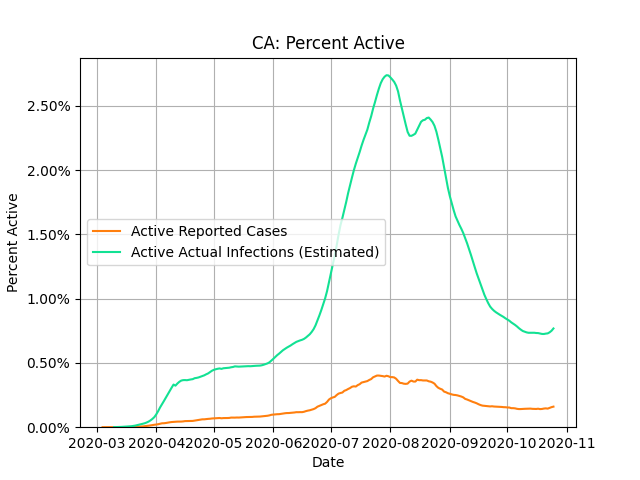 CA: Percent Active
2.50%
2.00%
1.50%
1.00%
0.50%
0.00%
Percent Active
Active Reported Cases
Active Actual Infections (Estimated)
2020-03 2020-04 2020-05 2020-06 2020-07 2020-08 2020-09 2020-10 2020-11
Date